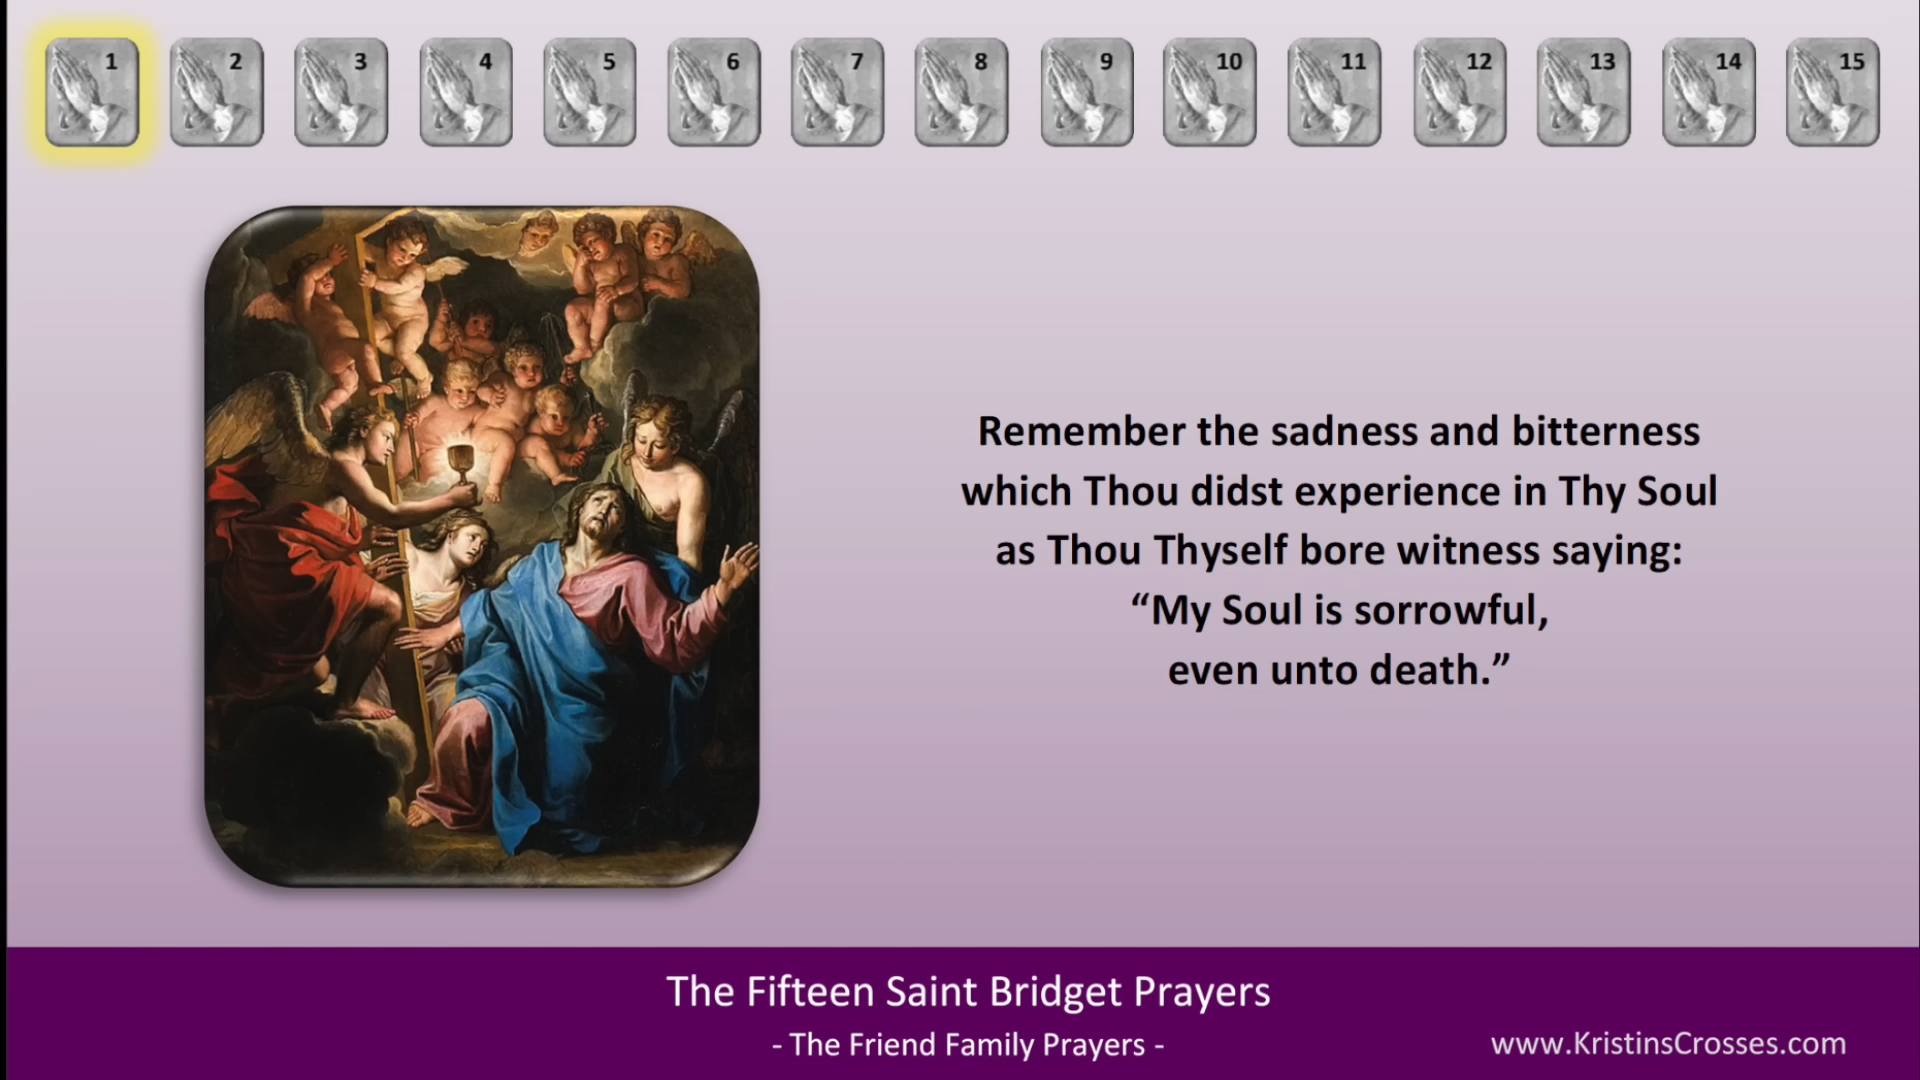 1 2 3 4 5 6 7 8 9 10 11 12 13 14 15
Remember the sadness and bitterness
which Thou didst experience in Thy Soul
as Thou Thyself bore witness saying:
“My Soul is sorrowful,
even unto death.”
The Fifteen Saint Bridget Prayers
- The Friend Family Prayers -
www.KristinsCrosses.com